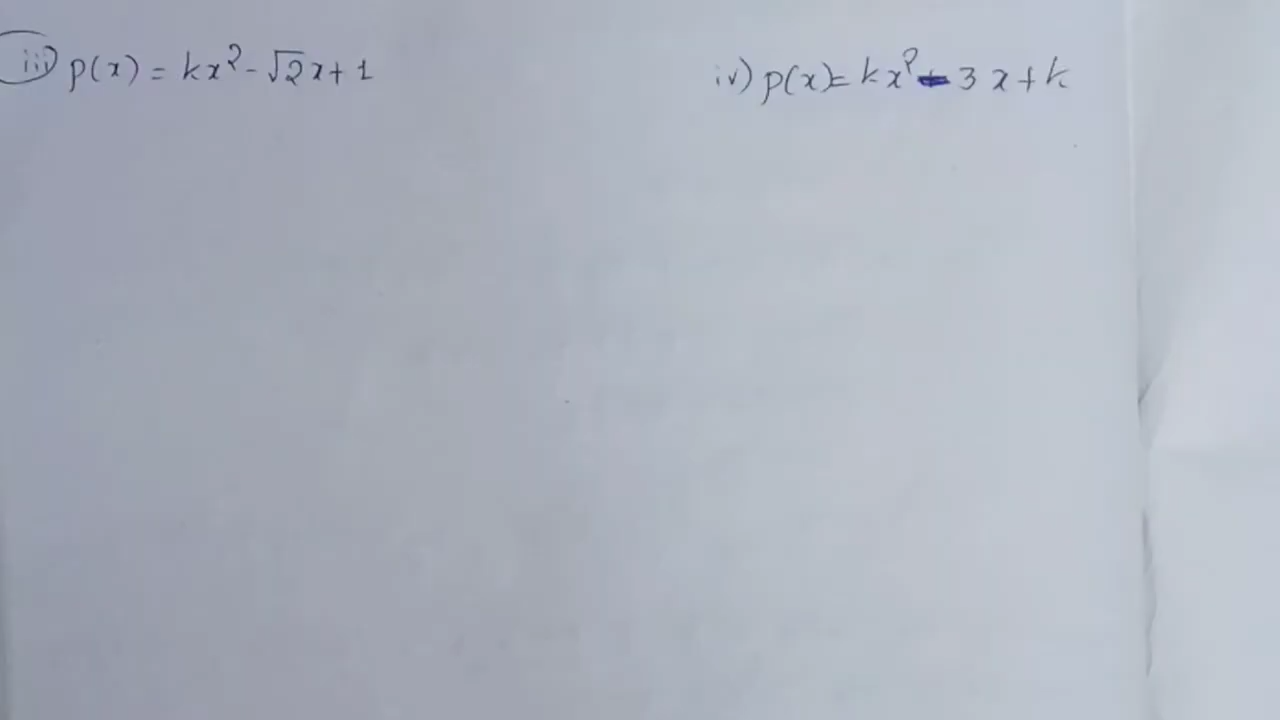 iii) p(x) = kx² - √2x + 1
iv) p(x) = kx² - 3x + k